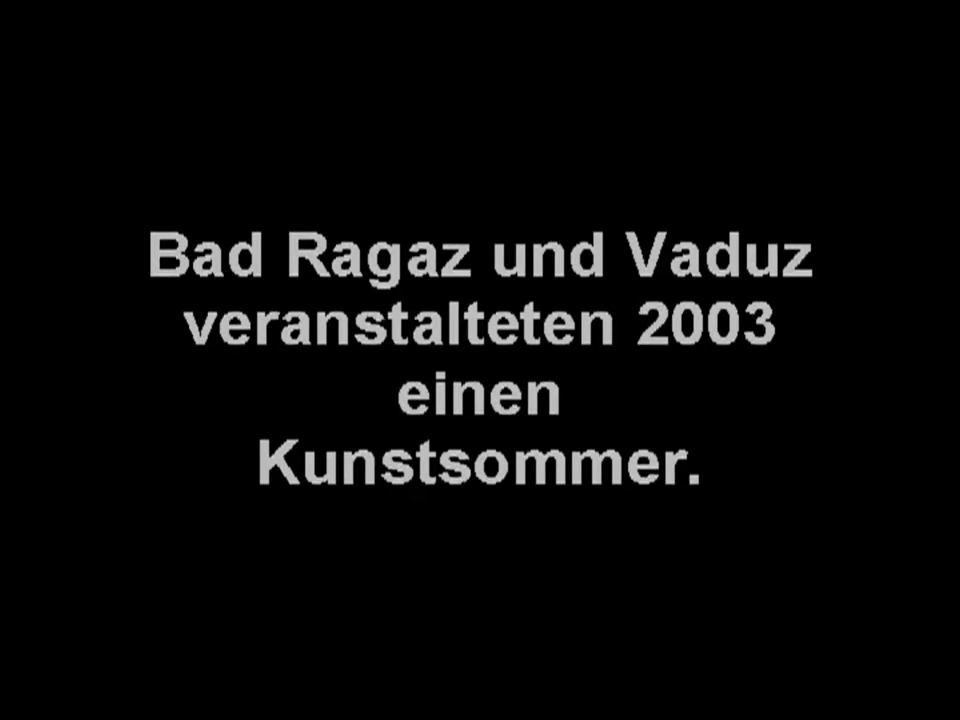 Bad Ragaz und Vaduz
veranstalteten 2003
einen
Kunstsommer.